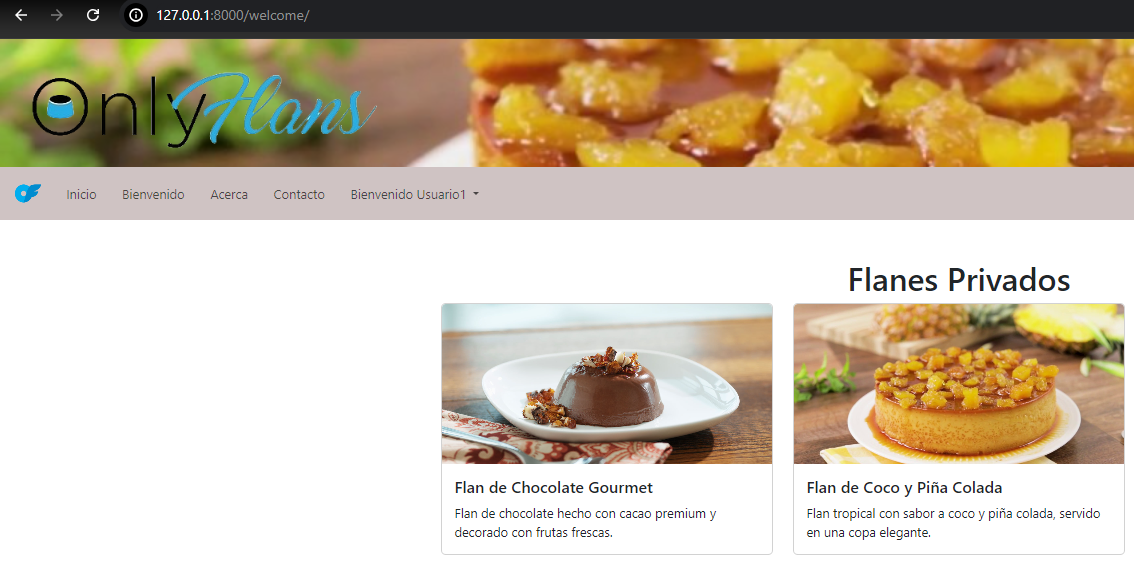 127.0.0.1:8000/welcome/
OnlyFlans
Inicio Bienvenido Acerca Contacto Bienvenido Usuario1
Flanes Privados
Flan de Chocolate Gourmet
Flan de chocolate hecho con cacao premium y
decorado con frutas frescas.
Flan de Coco y Piña Colada
Flan tropical con sabor a coco y piña colada, servido
en una copa elegante.